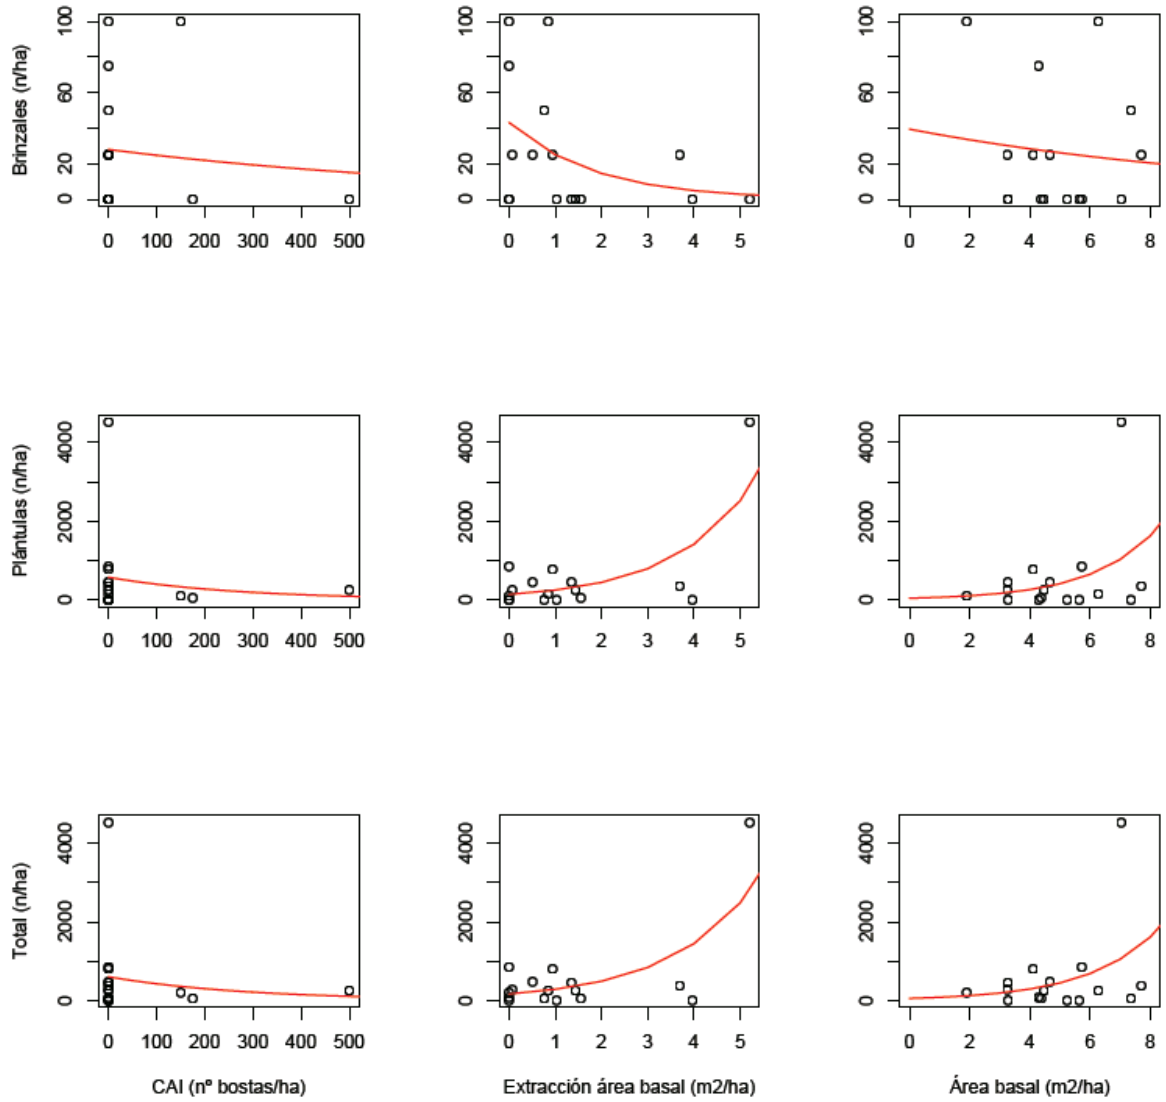 Brinzales (n/ha)
0 20 60 100
0 20 60 100
0 20 60 100
0 100 200 300 400 500
0 1 2 3 4 5
0 2 4 6 8
Plántulas (n/ha)
0 2000 4000
0 2000 4000
0 2000 4000
0 100 200 300 400 500
0 1 2 3 4 5
0 2 4 6 8
Total (n/ha)
0 2000 4000
0 2000 4000
0 2000 4000
0 100 200 300 400 500
0 1 2 3 4 5
0 2 4 6 8
CAI (nº bostas/ha)
Extracción área basal (m2/ha)
Área basal (m2/ha)